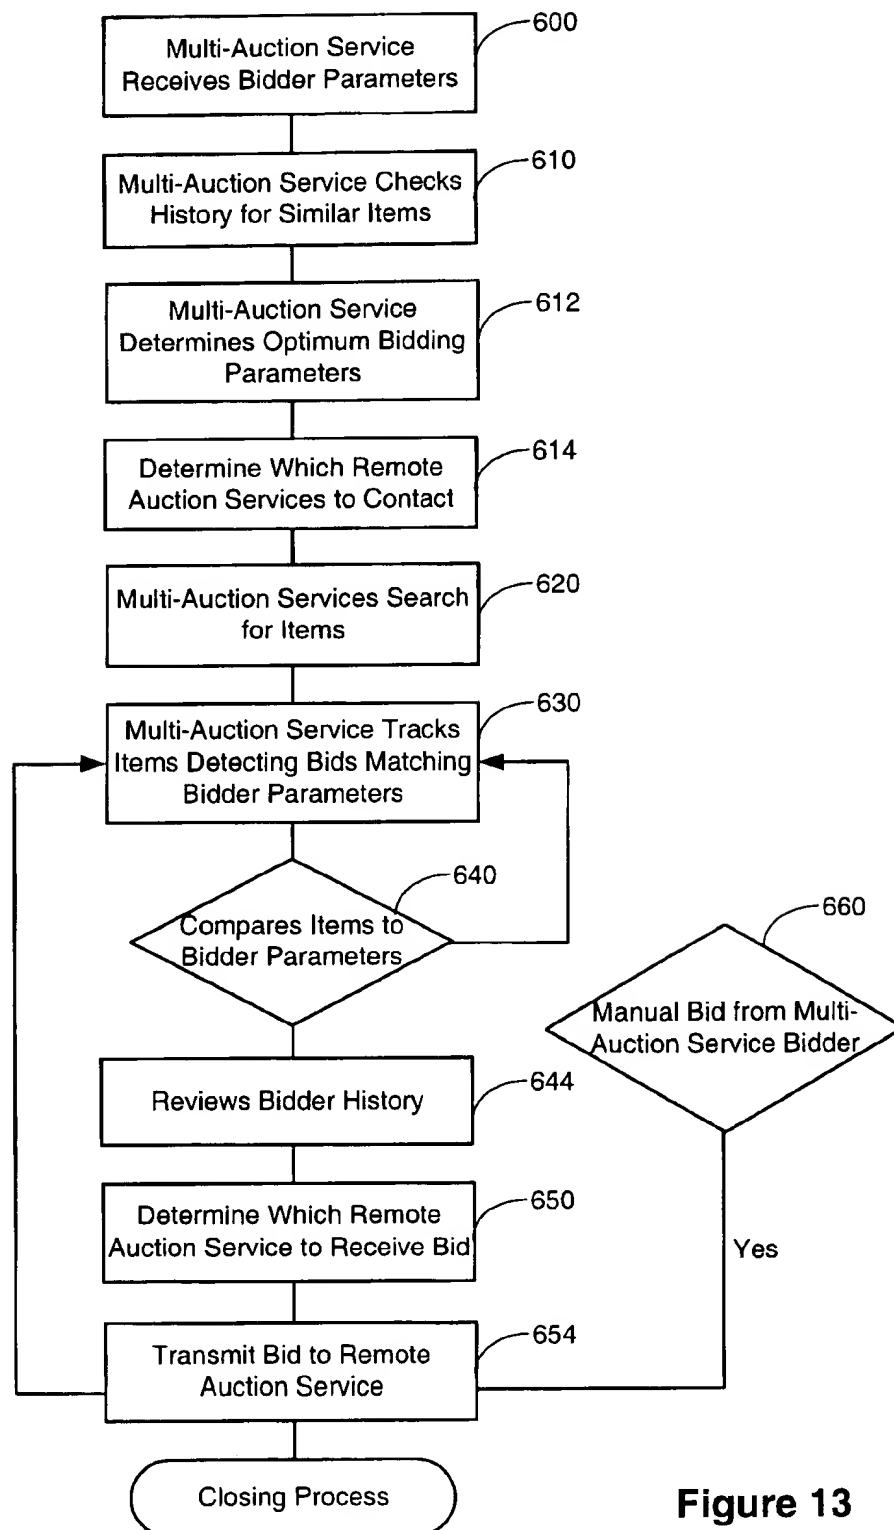 600
Multi-Auction Service
Receives Bidder Parameters
610
Multi-Auction Service Checks
History for Similar Items
612
Multi-Auction Service
Determines Optimum Bidding
Parameters
614
Determine Which Remote
Auction Services to Contact
620
Multi-Auction Services Search
for Items
630
Multi-Auction Service Tracks
Items Detecting Bids Matching
Bidder Parameters
640
Compares Items to
Bidder Parameters
660
Manual Bid from Multi-
Auction Service Bidder
644
Reviews Bidder History
650
Determine Which Remote
Auction Service to Receive Bid
Yes
654
Transmit Bid to Remote
Auction Service
Closing Process
Figure 13